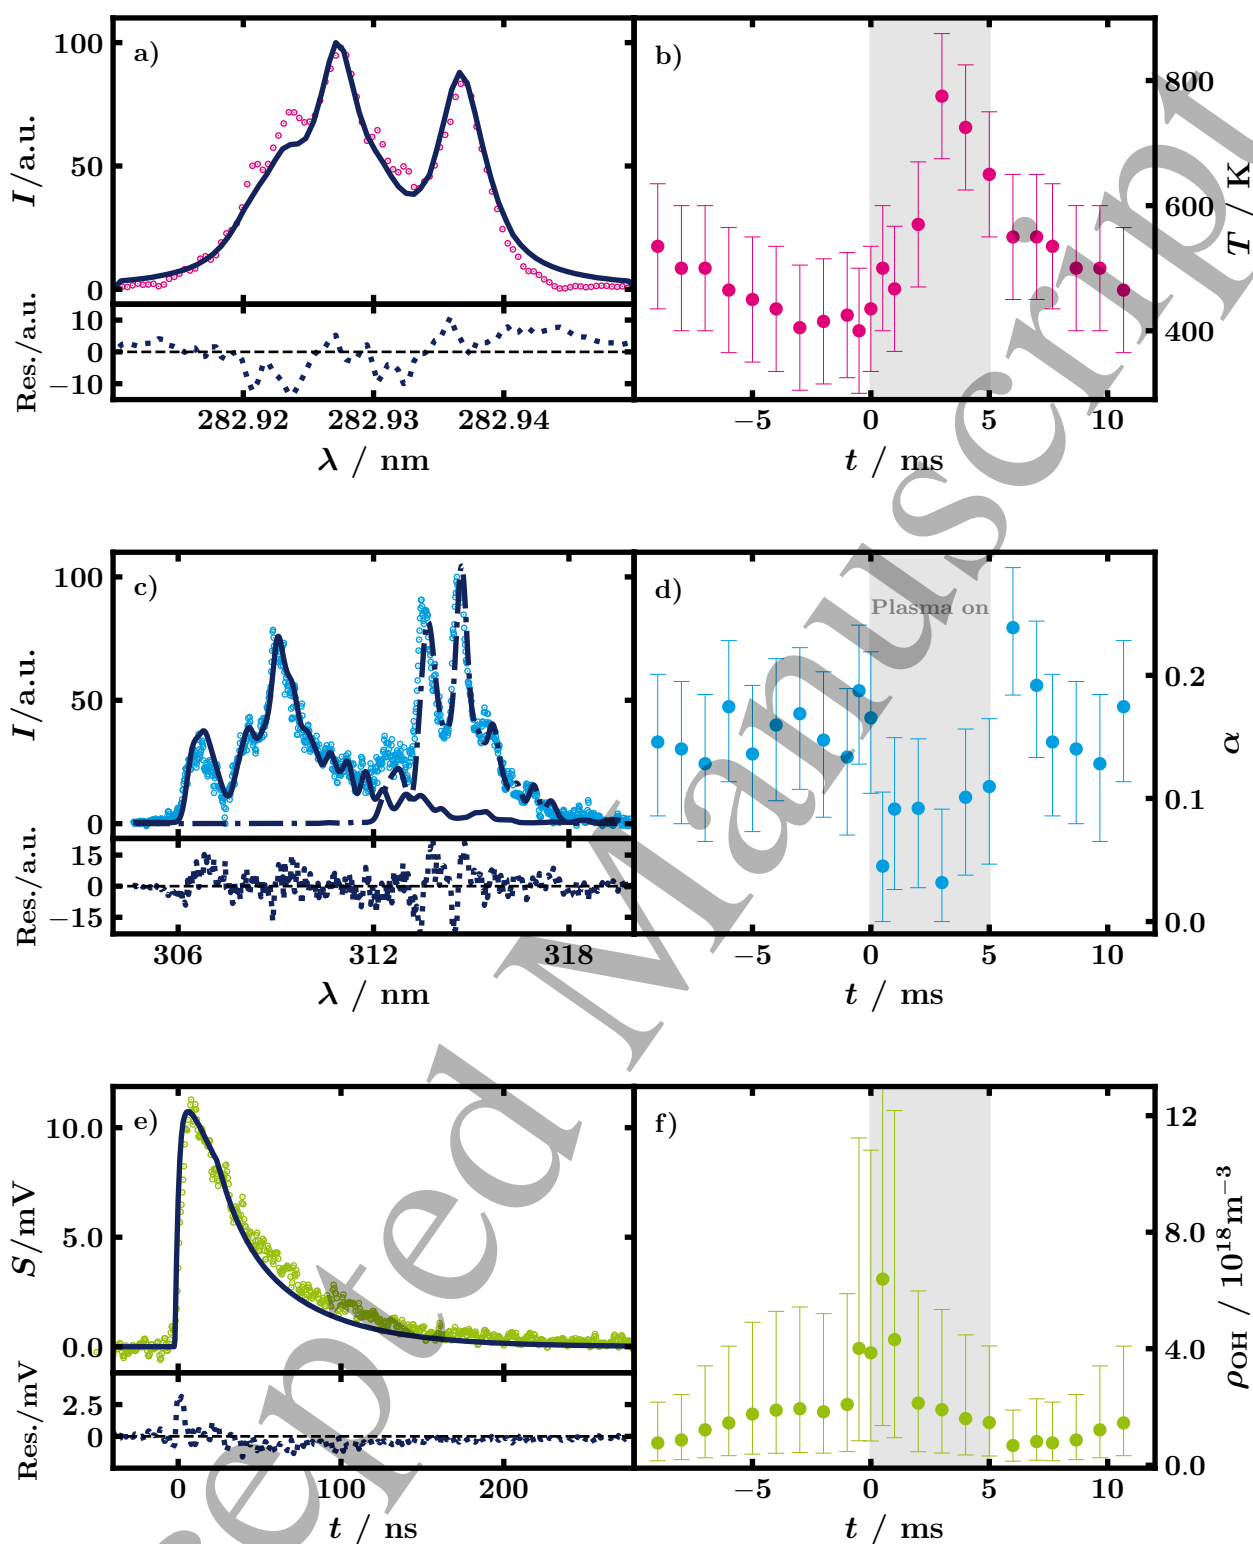 a)
I/a.u.
100
50
0
Res./a.u.
10
0
−10
282.92 282.93 282.94
λ / nm
b)
800
600
400
T / K
−5 0 5 10
t / ms
c)
I/a.u.
100
50
0
Res./a.u.
15
0
−15
306 312 318
λ / nm
d)
Plasma on
0.2
0.1
0.0
α
−5 0 5 10
t / ms
e)
S/mV
10.0
5.0
0.0
Res./mV
2.5
0
0 100 200
t / ns
f)
12
8.0
4.0
0.0
ρOH / 10¹⁸m⁻³
−5 0 5 10
t / ms
epted Manuscript